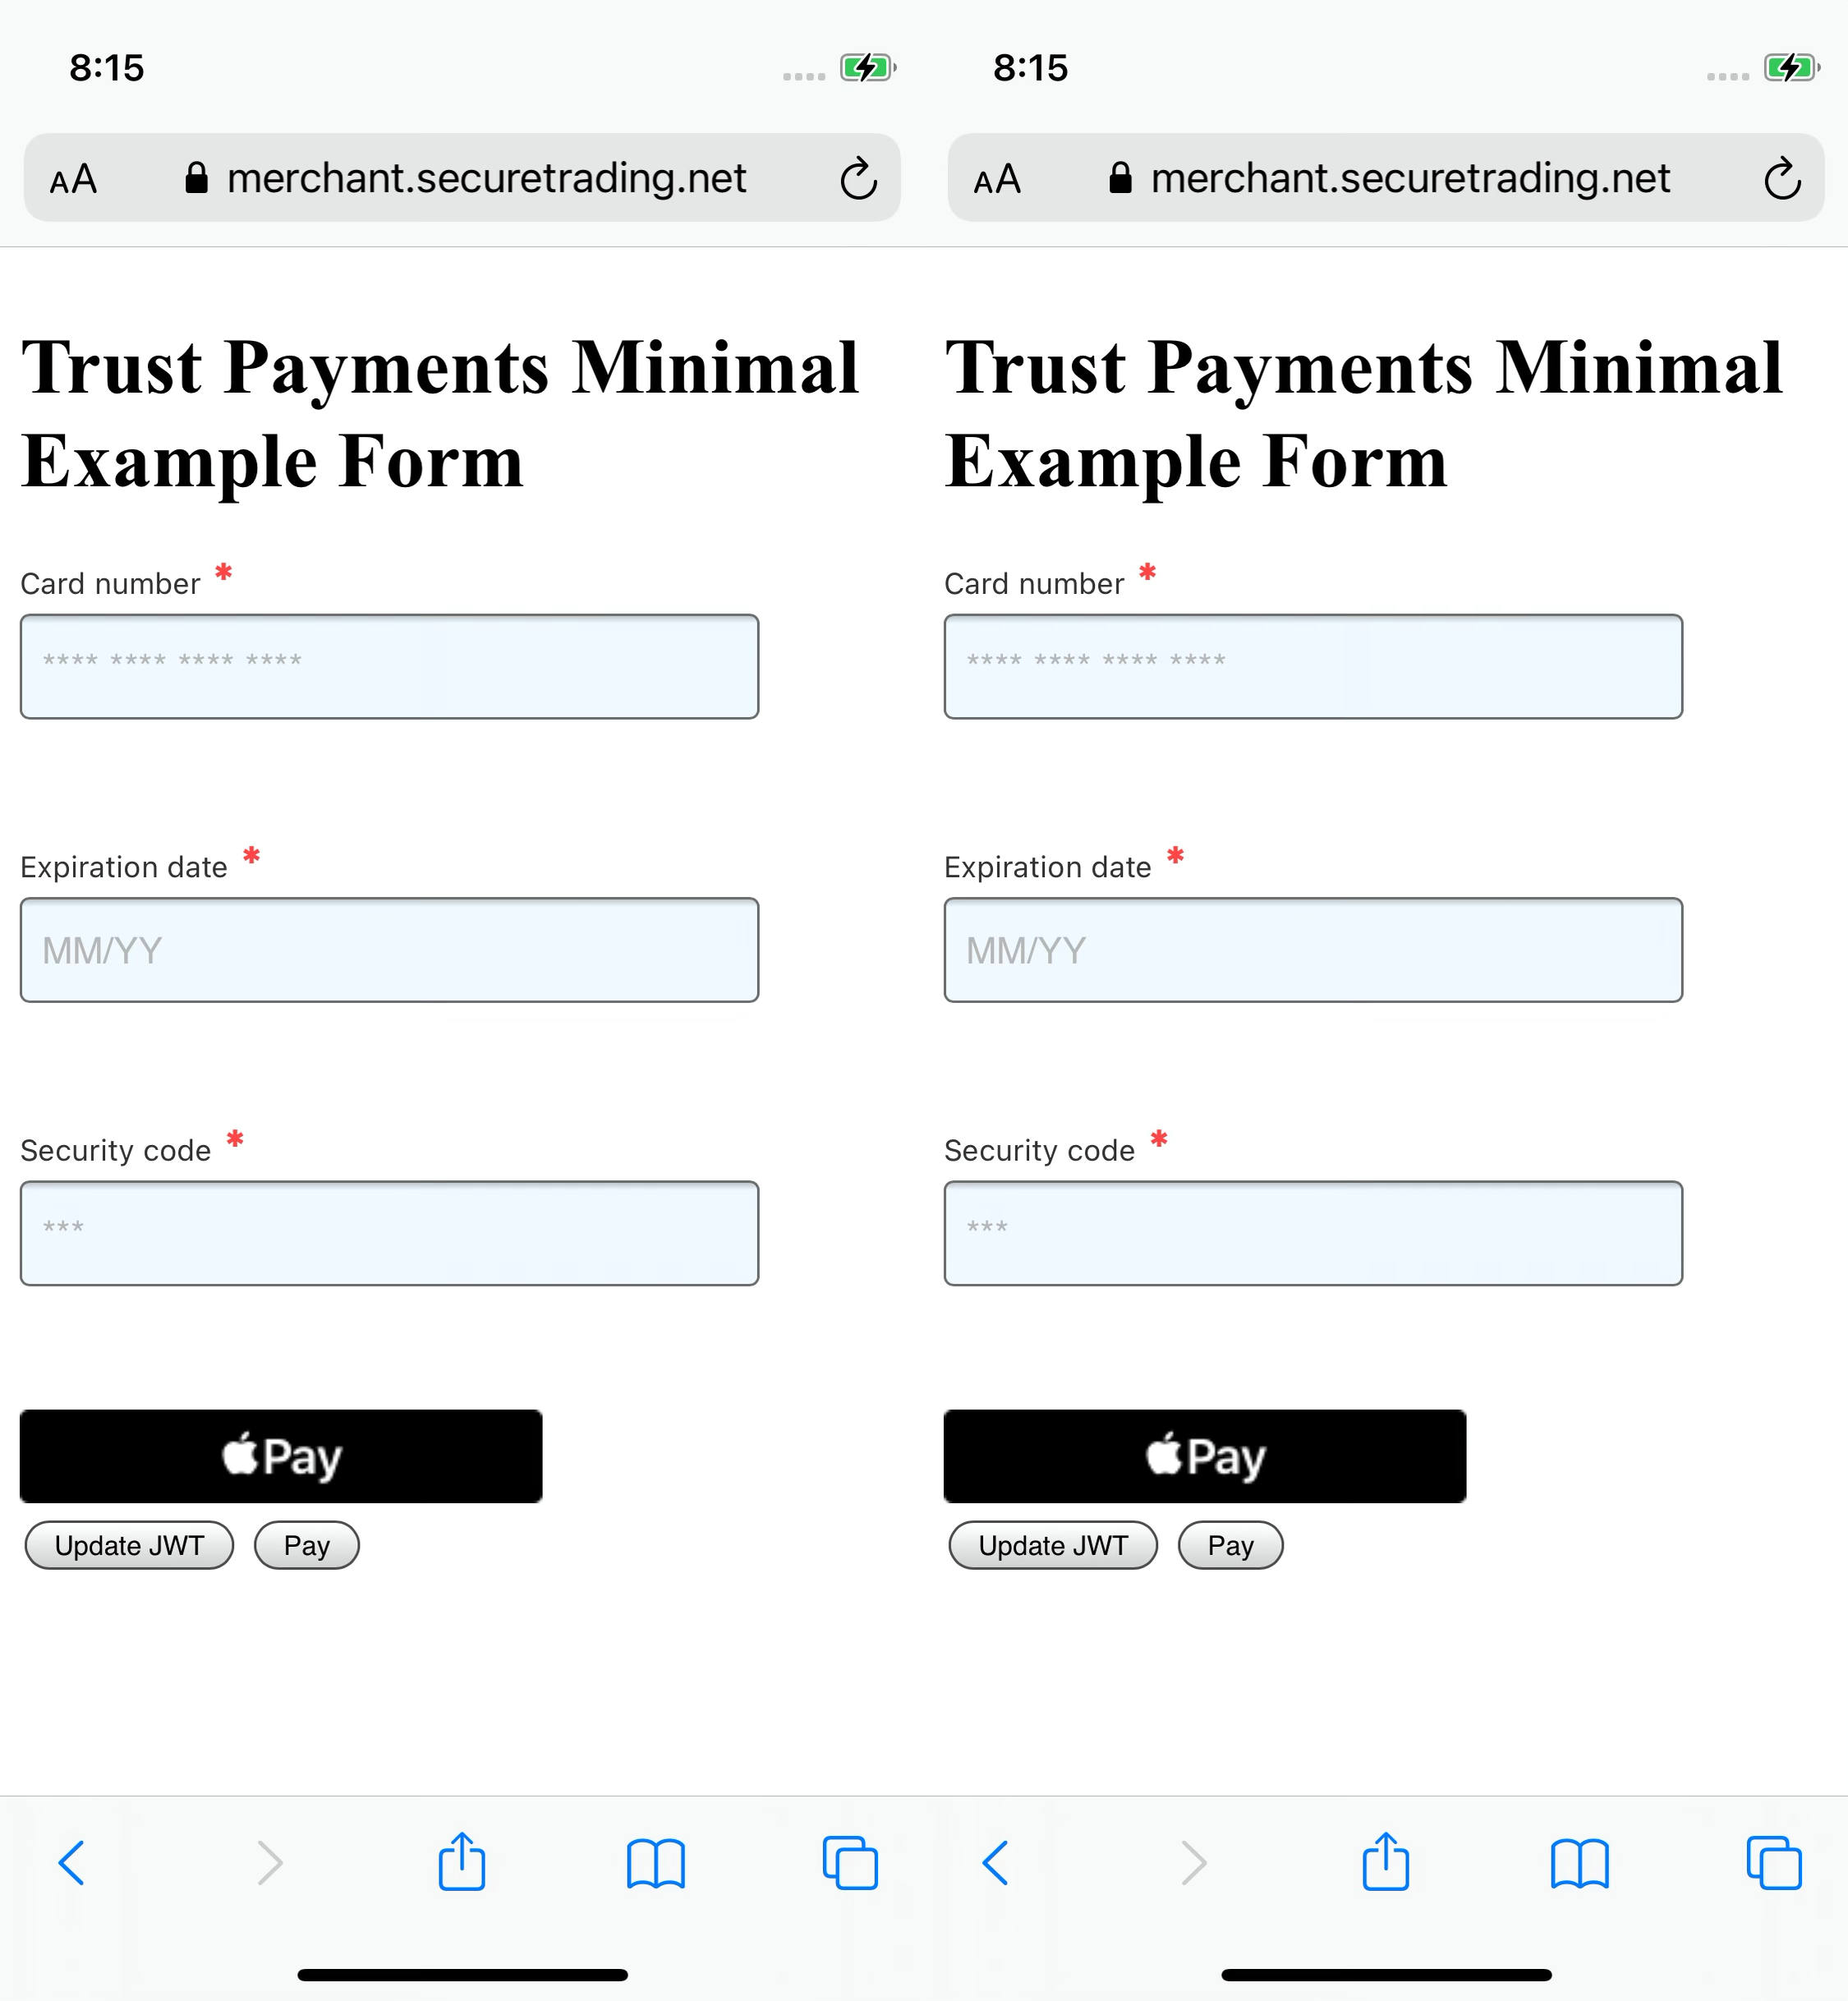 8:15
AA merchant.securetrading.net
Trust Payments Minimal
Example Form
Card number *
**** **** **** ****
Expiration date *
MM/YY
Security code *
***
Pay
Update JWT Pay
8:15
AA merchant.securetrading.net
Trust Payments Minimal
Example Form
Card number *
**** **** **** ****
Expiration date *
MM/YY
Security code *
***
Pay
Update JWT Pay